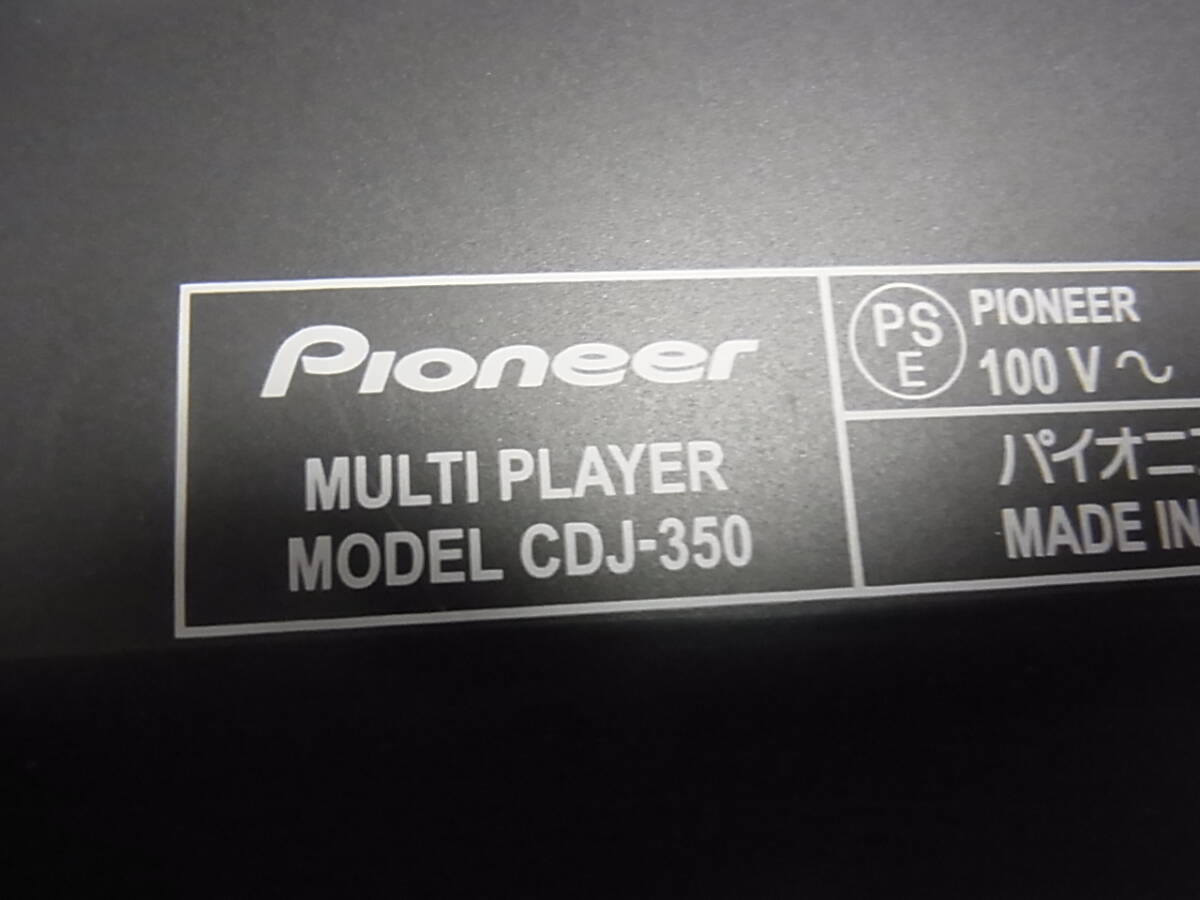 Pioneer
MULTI PLAYER
MODEL CDJ-350
PS
E
PIONEER
100 V ~
パイオニ
MADE IN